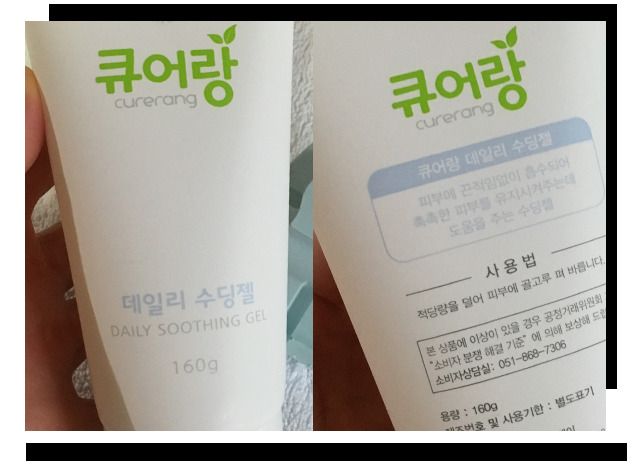 큐어랑
curerang
데일리 수딩젤
DAILY SOOTHING GEL
160g
큐어랑
curerang
큐어랑 데일리 수딩젤
피부에 끈적임없이 흡수되어
촉촉한 피부를 유지시켜주는데
도움을 주는 수딩젤
사용법
적당량을 덜어 피부에 골고루 펴 바릅니다.
본 상품에 이상이 있을 경우 공정거래위원회
"소비자 분쟁 해결 기준"에 의해 보상해 드립
소비자상담실: 051-868-7306
용량 : 160g
제조번호 및 사용기한 : 별도표기